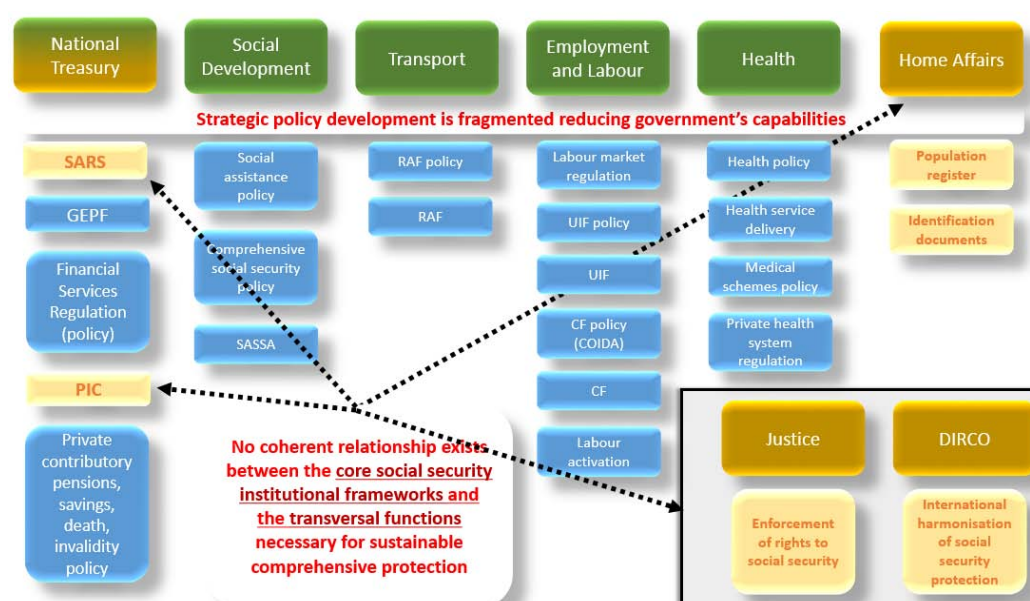 National
Treasury
Social
Development
Transport
Employment
and Labour
Health
Home Affairs
Strategic policy development is fragmented reducing government's capabilities
SARS
GEPF
Financial
Services
Regulation
(policy)
PIC
Private
contributory
pensions,
savings,
death,
invalidity
policy
Social
assistance
policy
Comprehensive
social security
policy
SASSA
RAF policy
RAF
Labour market
regulation
UIF policy
UIF
CF policy
(COIDA)
CF
Labour
activation
Health policy
Health service
delivery
Medical
schemes policy
Private health
system
regulation
Population
register
Identification
documents
No coherent relationship exists
between the core social security
institutional frameworks and
the transversal functions
necessary for sustainable
comprehensive protection
Justice
Enforcement
of rights to
social security
DIRCO
International
harmonisation
of social
security
protection